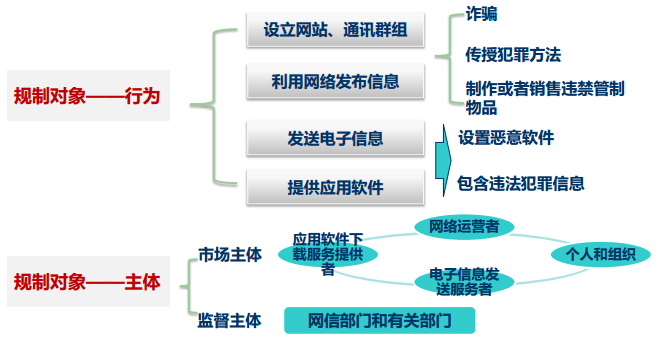 规制对象——行为
设立网站、通讯群组
利用网络发布信息
诈骗
传授犯罪方法
制作或者销售违禁管制
物品
发送电子信息
提供应用软件
设置恶意软件
包含违法犯罪信息
规制对象——主体
市场主体
应用软件下
载服务提供
者
网络运营者
电子信息发
送服务者
个人和组织
监督主体
网信部门和有关部门